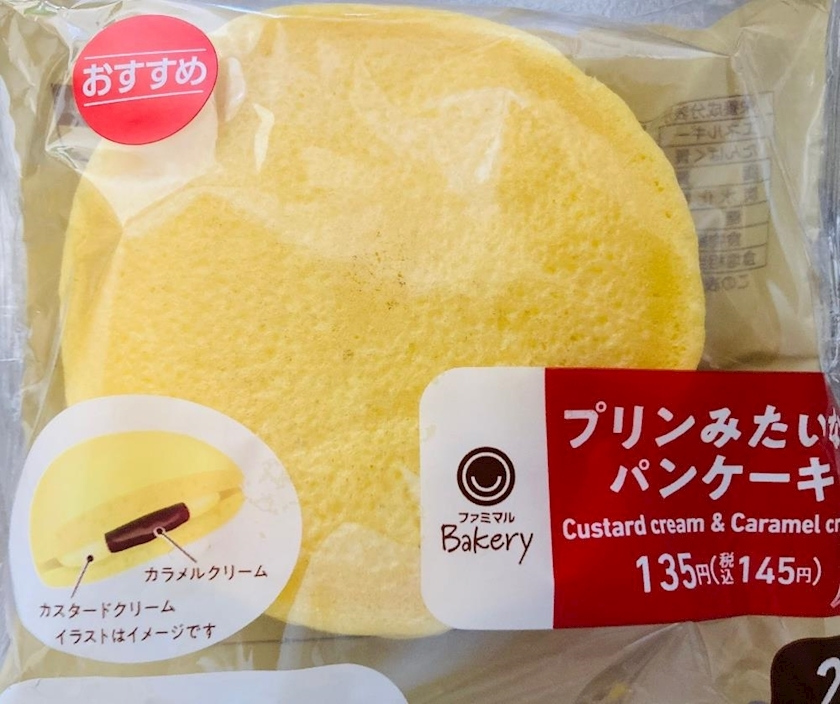 おすすめ
プリンみたいな
パンケーキ
Custard cream & Caramel cr
135円(税込145円)
ファミマル
Bakery
カラメルクリーム
カスタードクリーム
イラストはイメージです
2